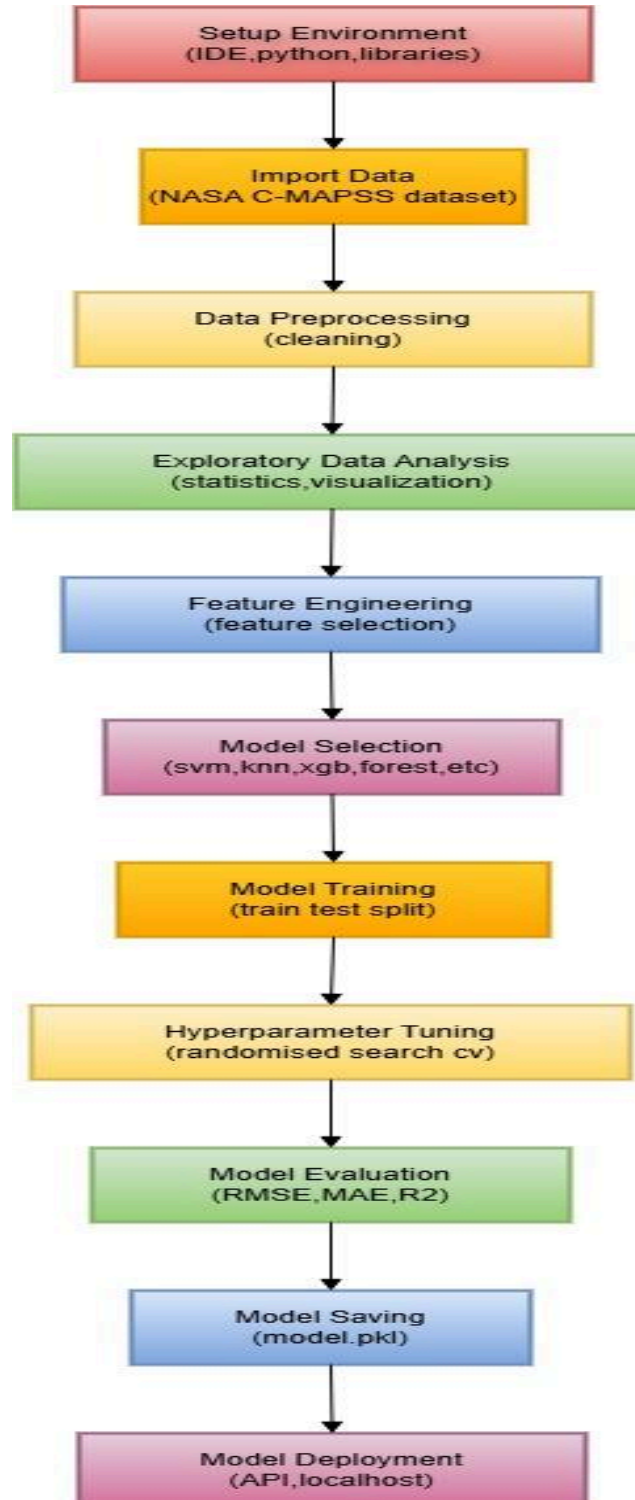 Setup Environment
(IDE,python,libraries)
Import Data
(NASA C-MAPSS dataset)
Data Preprocessing
(cleaning)
Exploratory Data Analysis
(statistics,visualization)
Feature Engineering
(feature selection)
Model Selection
(svm,knn,xgb,forest,etc)
Model Training
(train test split)
Hyperparameter Tuning
(randomised search cv)
Model Evaluation
(RMSE,MAE,R2)
Model Saving
(model.pkl)
Model Deployment
(API,localhost)